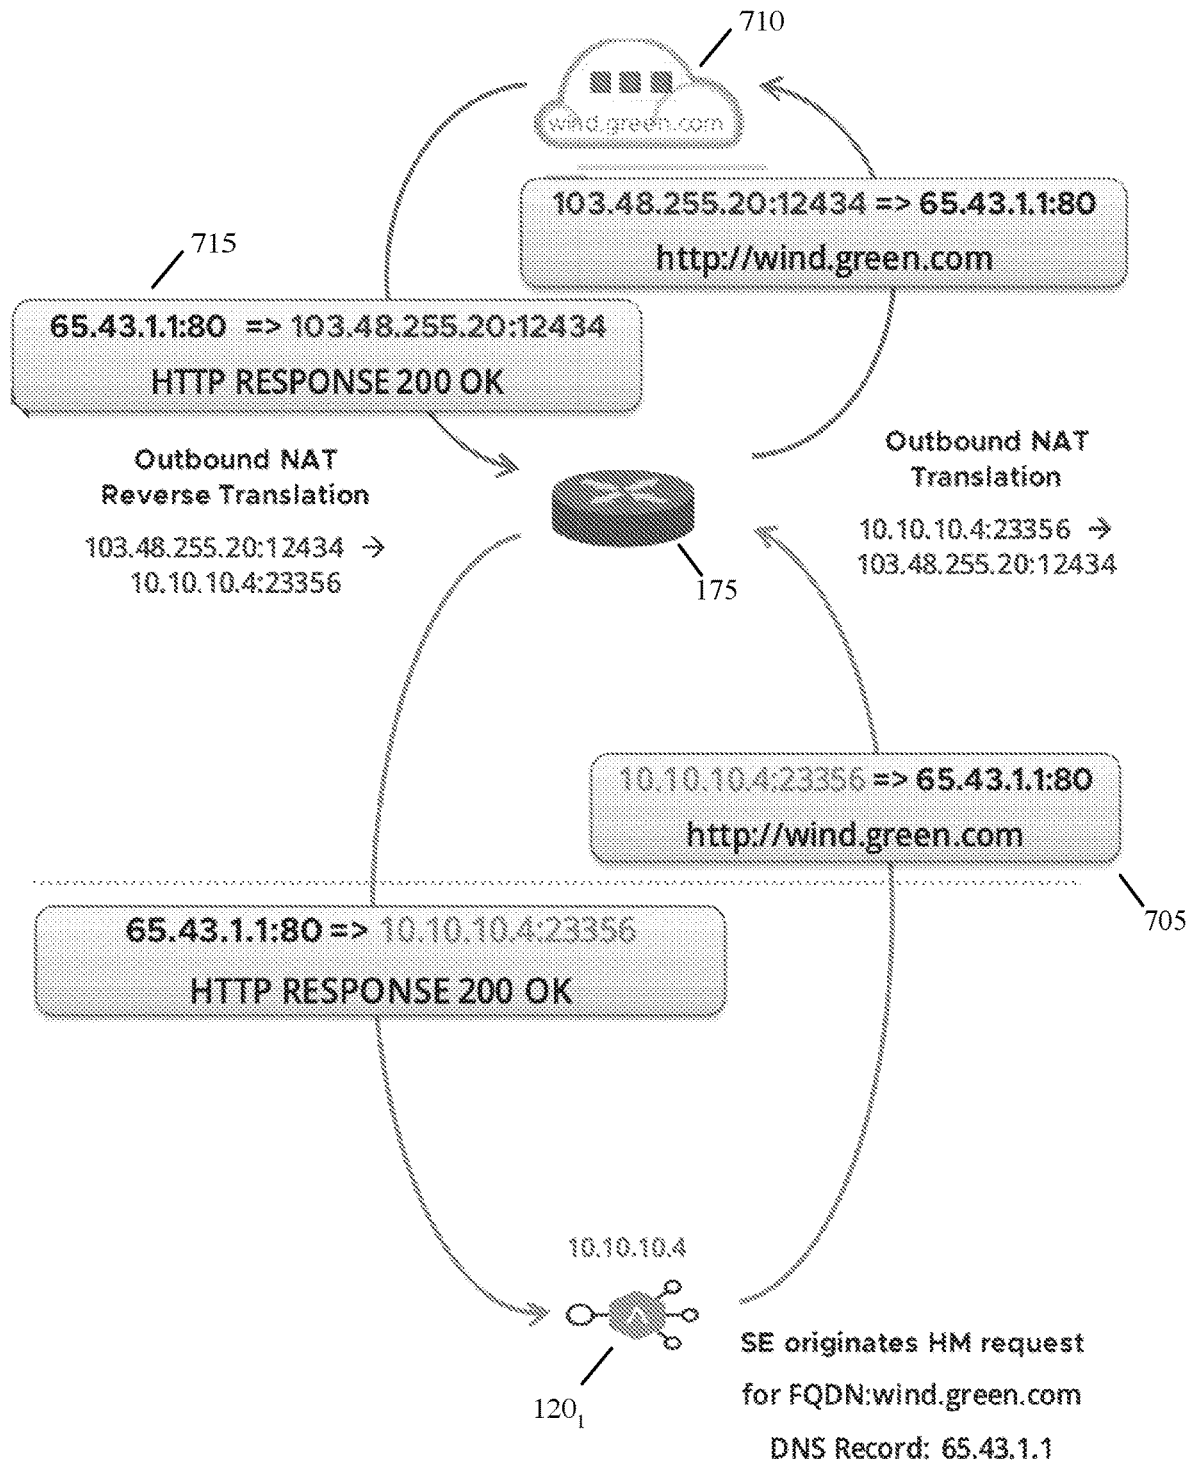 710
wind.green.com
103.48.255.20:12434 => 65.43.1.1:80
http://wind.green.com
715
65.43.1.1:80 => 103.48.255.20:12434
HTTP RESPONSE 200 OK
Outbound NAT
Reverse Translation
103.48.255.20:12434 →
10.10.10.4:23356
Outbound NAT
Translation
10.10.10.4:23356 →
103.48.255.20:12434
175
10.10.10.4:23356 => 65.43.1.1:80
http://wind.green.com
705
65.43.1.1:80 => 10.10.10.4:23356
HTTP RESPONSE 200 OK
10.10.10.4
120₁
SE originates HM request
for FQDN:wind.green.com
DNS Record: 65.43.1.1